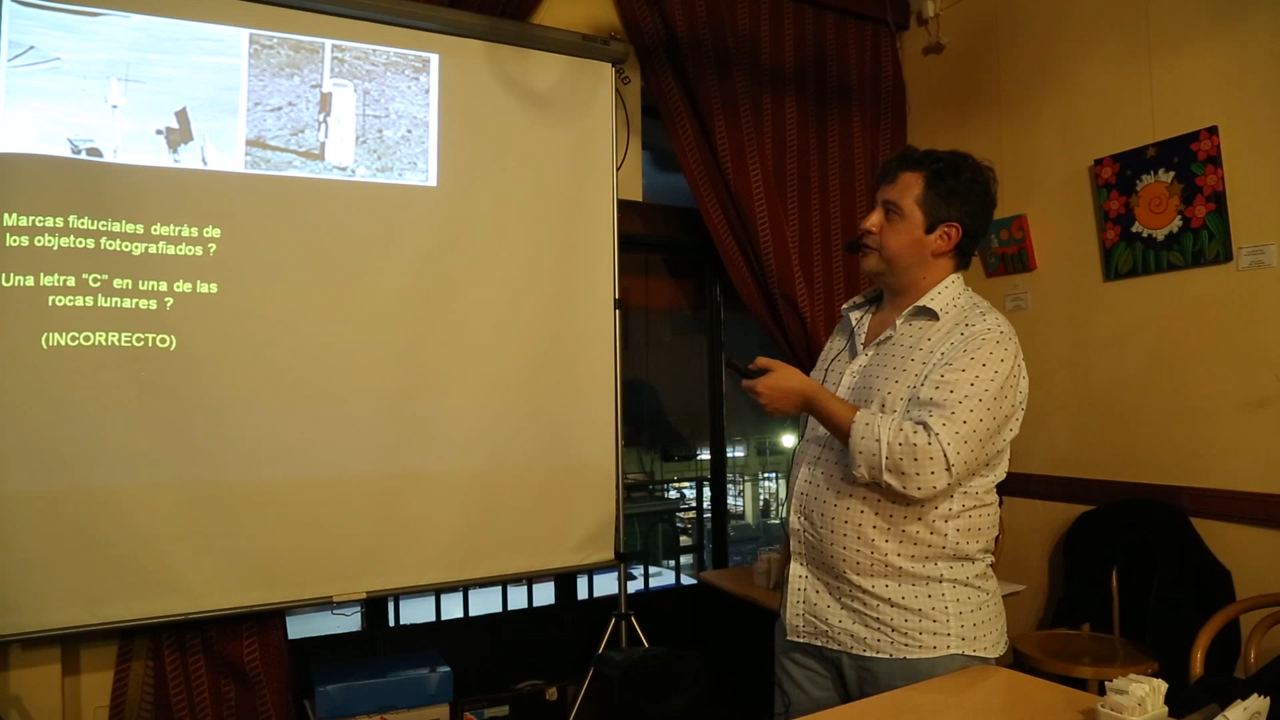 Marcas fiduciales detrás de
los objetos fotografiados ?
Una letra "C" en una de las
rocas lunares ?
(INCORRECTO)